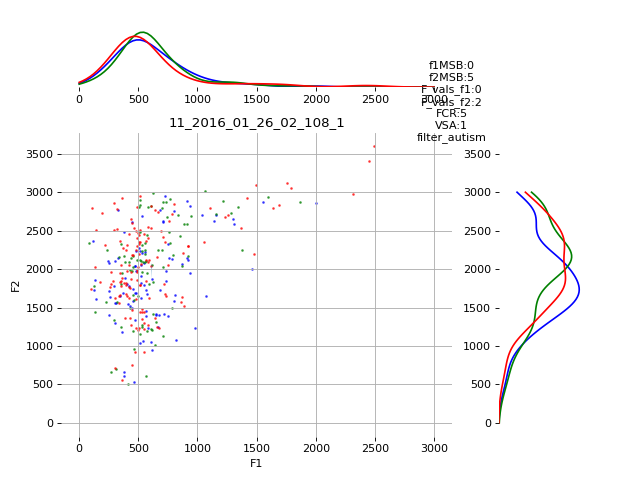 f1MSB:0
f2MSB:5
F_vals_f1:0
F_vals_f2:2
FCR:5
VSA:1
filter_autism
0 500 1000 1500 2000 2500 3000
11_2016_01_26_02_108_1
3500 3500
3000 3000
2500 2500
2000 2000
1500 1500
1000 1000
500 500
0 0
F2
0 500 1000 1500 2000 2500 3000
F1